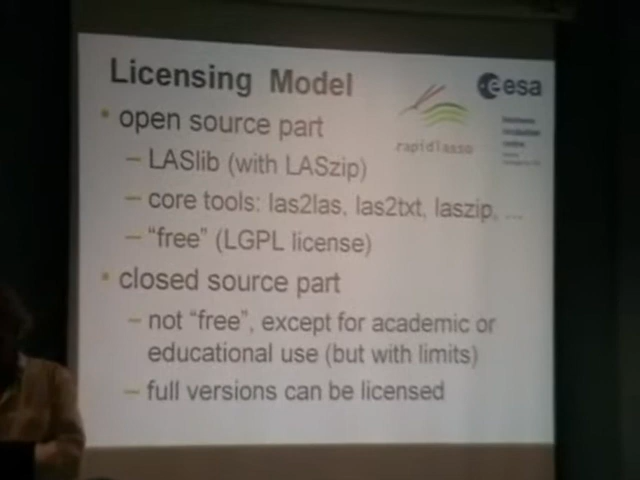 Licensing Model
esa
rapidlasso
• open source part
– LASlib (with LASzip)
– core tools: las2las, las2txt, laszip, ...
– “free” (LGPL license)
• closed source part
– not “free”, except for academic or
educational use (but with limits)
– full versions can be licensed